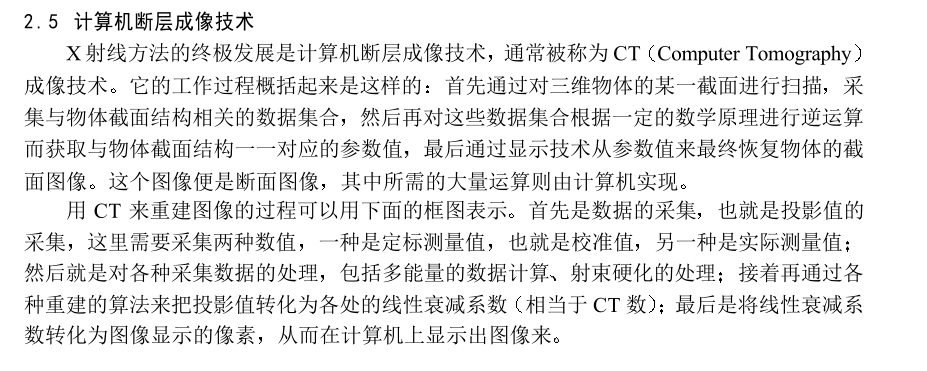 2.5 计算机断层成像技术
X射线方法的终极发展是计算机断层成像技术，通常被称为CT（Computer Tomography）
成像技术。它的工作过程概括起来是这样的：首先通过对三维物体的某一截面进行扫描，采
集与物体截面结构相关的数据集合，然后再对这些数据集合根据一定的数学原理进行逆运算
而获取与物体截面结构一一对应的参数值，最后通过显示技术从参数值来最终恢复物体的截
面图像。这个图像便是断面图像，其中所需的大量运算则由计算机实现。
用 CT 来重建图像的过程可以用下面的框图表示。首先是数据的采集，也就是投影值的
采集，这里需要采集两种数值，一种是定标测量值，也就是校准值，另一种是实际测量值；
然后就是对各种采集数据的处理，包括多能量的数据计算、射束硬化的处理；接着再通过各
种重建的算法来把投影值转化为各处的线性衰减系数（相当于 CT 数）；最后是将线性衰减系
数转化为图像显示的像素，从而在计算机上显示出图像来。